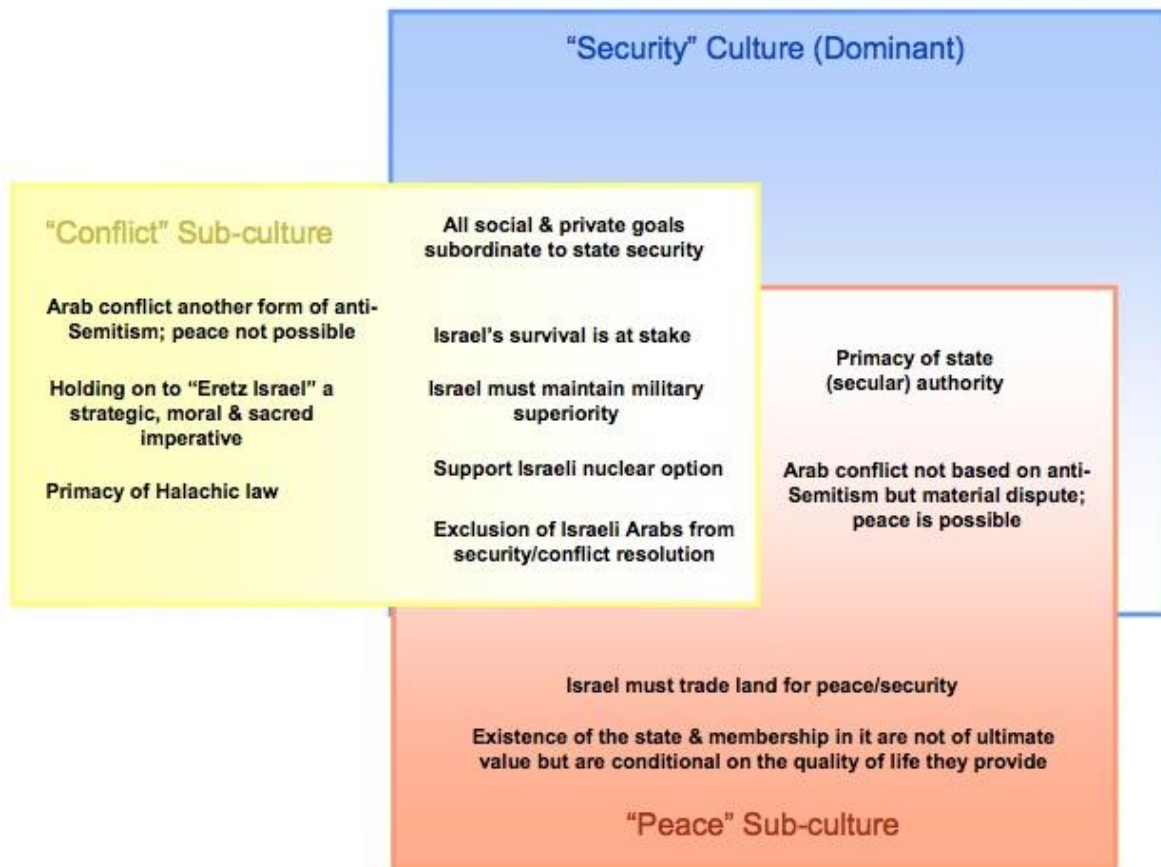 “Security” Culture (Dominant)
“Conflict” Sub-culture
Arab conflict another form of anti-
Semitism; peace not possible
Holding on to “Eretz Israel” a
strategic, moral & sacred
imperative
Primacy of Halachic law
All social & private goals
subordinate to state security
Israel’s survival is at stake
Israel must maintain military
superiority
Support Israeli nuclear option
Exclusion of Israeli Arabs from
security/conflict resolution
Primacy of state
(secular) authority
Arab conflict not based on anti-
Semitism but material dispute;
peace is possible
Israel must trade land for peace/security
Existence of the state & membership in it are not of ultimate
value but are conditional on the quality of life they provide
“Peace” Sub-culture